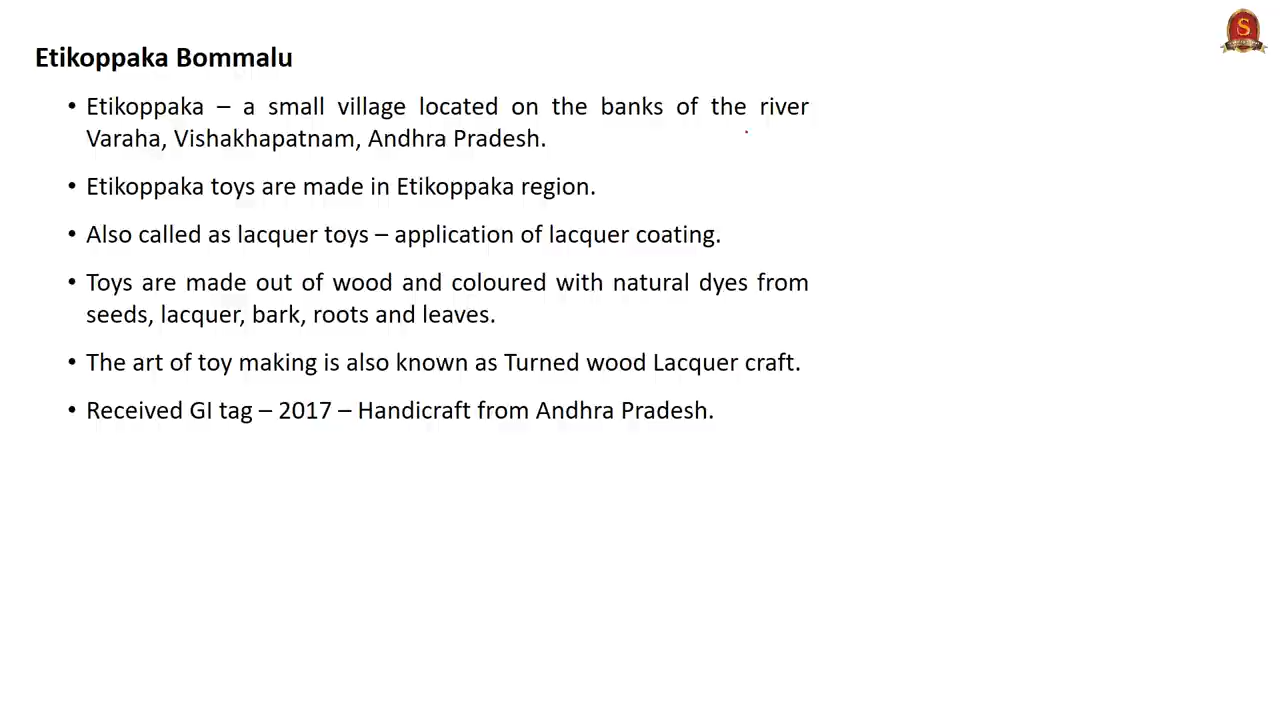 Etikoppaka Bommalu
• Etikoppaka – a small village located on the banks of the river
Varaha, Vishakhapatnam, Andhra Pradesh.
• Etikoppaka toys are made in Etikoppaka region.
• Also called as lacquer toys – application of lacquer coating.
• Toys are made out of wood and coloured with natural dyes from
seeds, lacquer, bark, roots and leaves.
• The art of toy making is also known as Turned wood Lacquer craft.
• Received GI tag – 2017 – Handicraft from Andhra Pradesh.
S